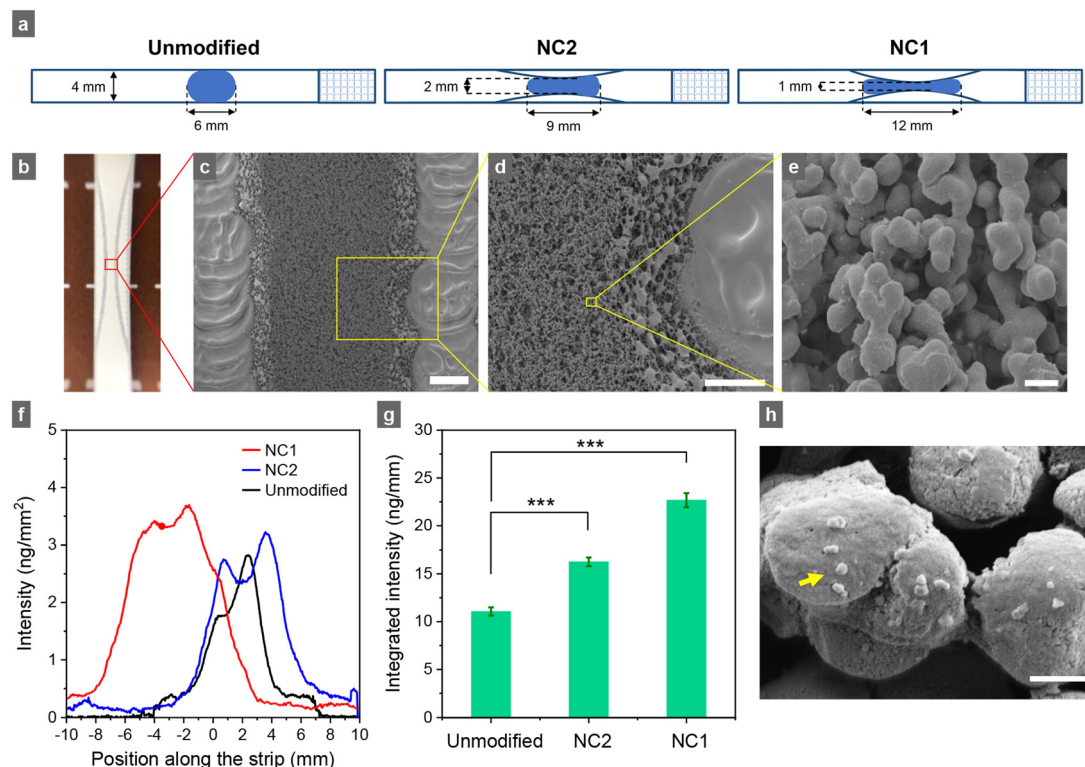 a
Unmodified
NC2
NC1
4 mm
2 mm
1 mm
6 mm
9 mm
12 mm
b
c
d
e
f
g
h
5
4
3
2
1
0
Intensity (ng/mm²)
NC1
NC2
Unmodified
-10 -8 -6 -4 -2 0 2 4 6 8 10
Position along the strip (mm)
30
25
20
15
10
5
0
Integrated intensity (ng/mm)
***
***
Unmodified NC2 NC1